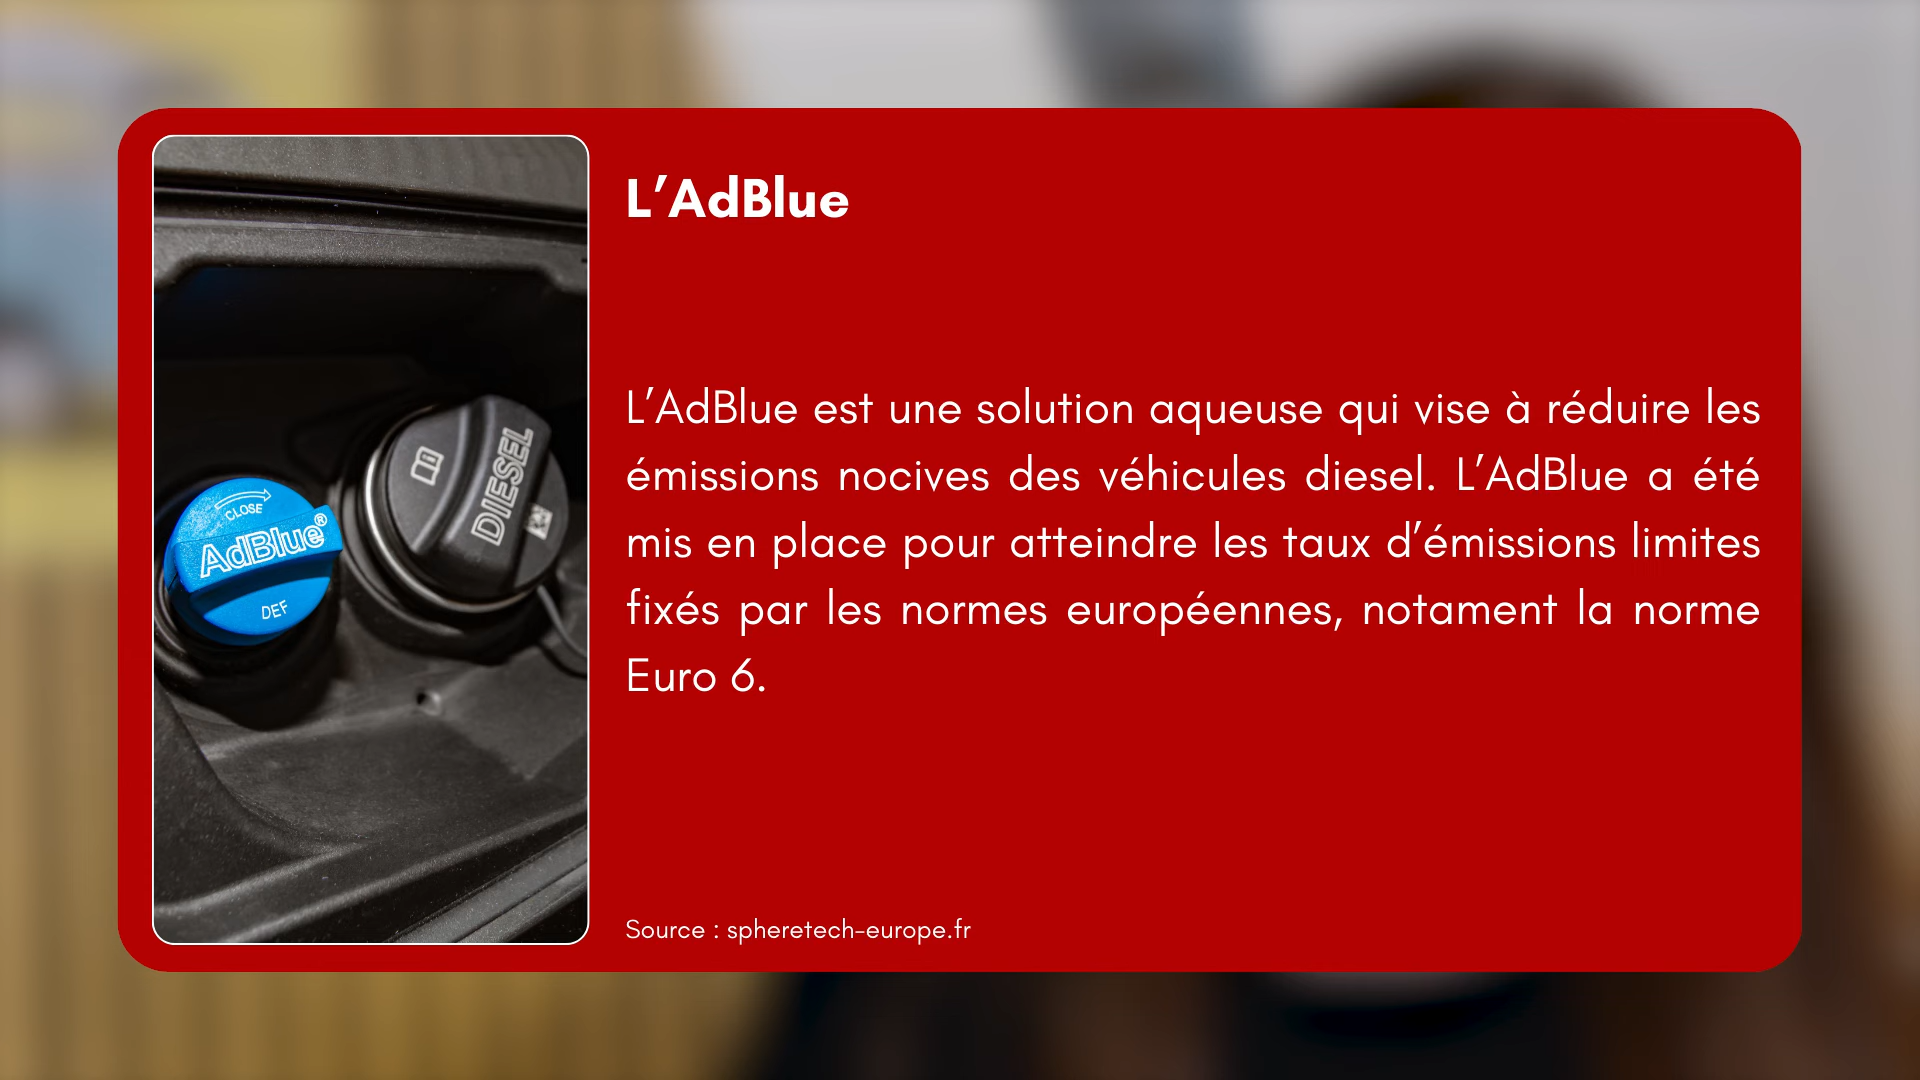 L’AdBlue
L’AdBlue est une solution aqueuse qui vise à réduire les
émissions nocives des véhicules diesel. L’AdBlue a été
mis en place pour atteindre les taux d’émissions limites
fixés par les normes européennes, notament la norme
Euro 6.
Source : spheretech-europe.fr
CLOSE
AdBlue®
DEF
DIESEL